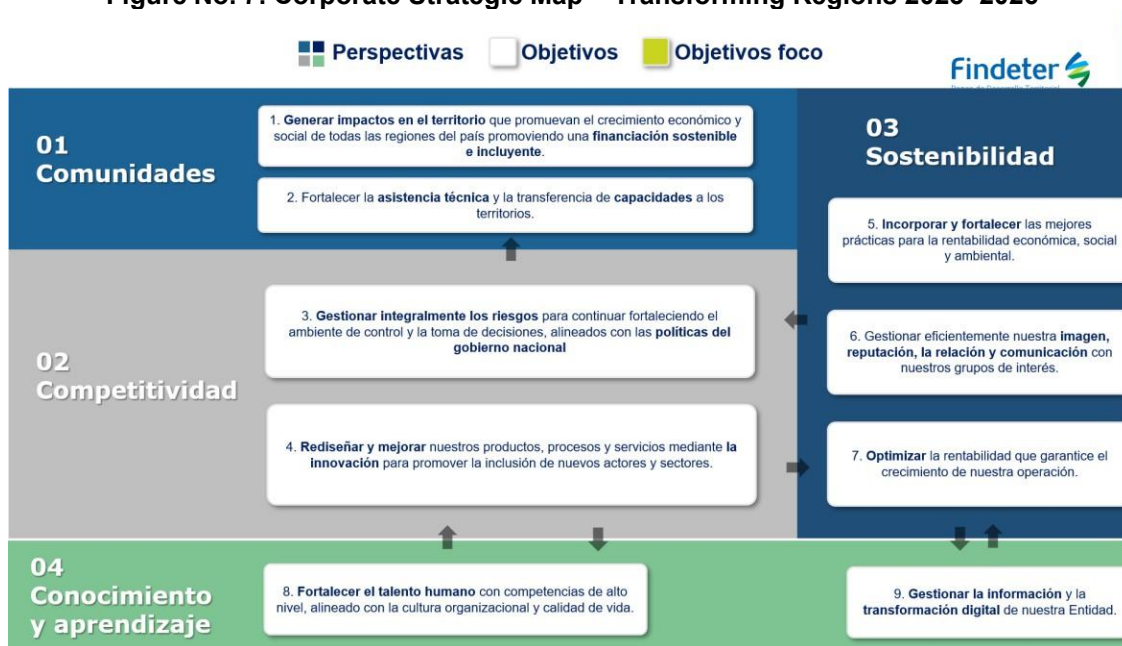 Figure No. 7. Corporate Strategic Map – Transforming Regions 2023-2026
Perspectivas
Objetivos
Objetivos foco
Findeter
01
Comunidades
1. Generar impactos en el territorio que promuevan el crecimiento económico y
social de todas las regiones del país promoviendo una financiación sostenible
e incluyente.
2. Fortalecer la asistencia técnica y la transferencia de capacidades a los
territorios.
02
Competitividad
3. Gestionar integralmente los riesgos para continuar fortaleciendo el
ambiente de control y la toma de decisiones, alineados con las políticas del
gobierno nacional
4. Rediseñar y mejorar nuestros productos, procesos y servicios mediante la
innovación para promover la inclusión de nuevos actores y sectores.
03
Sostenibilidad
5. Incorporar y fortalecer las mejores
prácticas para la rentabilidad económica, social
y ambiental.
6. Gestionar eficientemente nuestra imagen,
reputación, la relación y comunicación con
nuestros grupos de interés.
7. Optimizar la rentabilidad que garantice el
crecimiento de nuestra operación.
04
Conocimiento
y aprendizaje
8. Fortalecer el talento humano con competencias de alto
nivel, alineado con la cultura organizacional y calidad de vida.
9. Gestionar la información y la
transformación digital de nuestra Entidad.